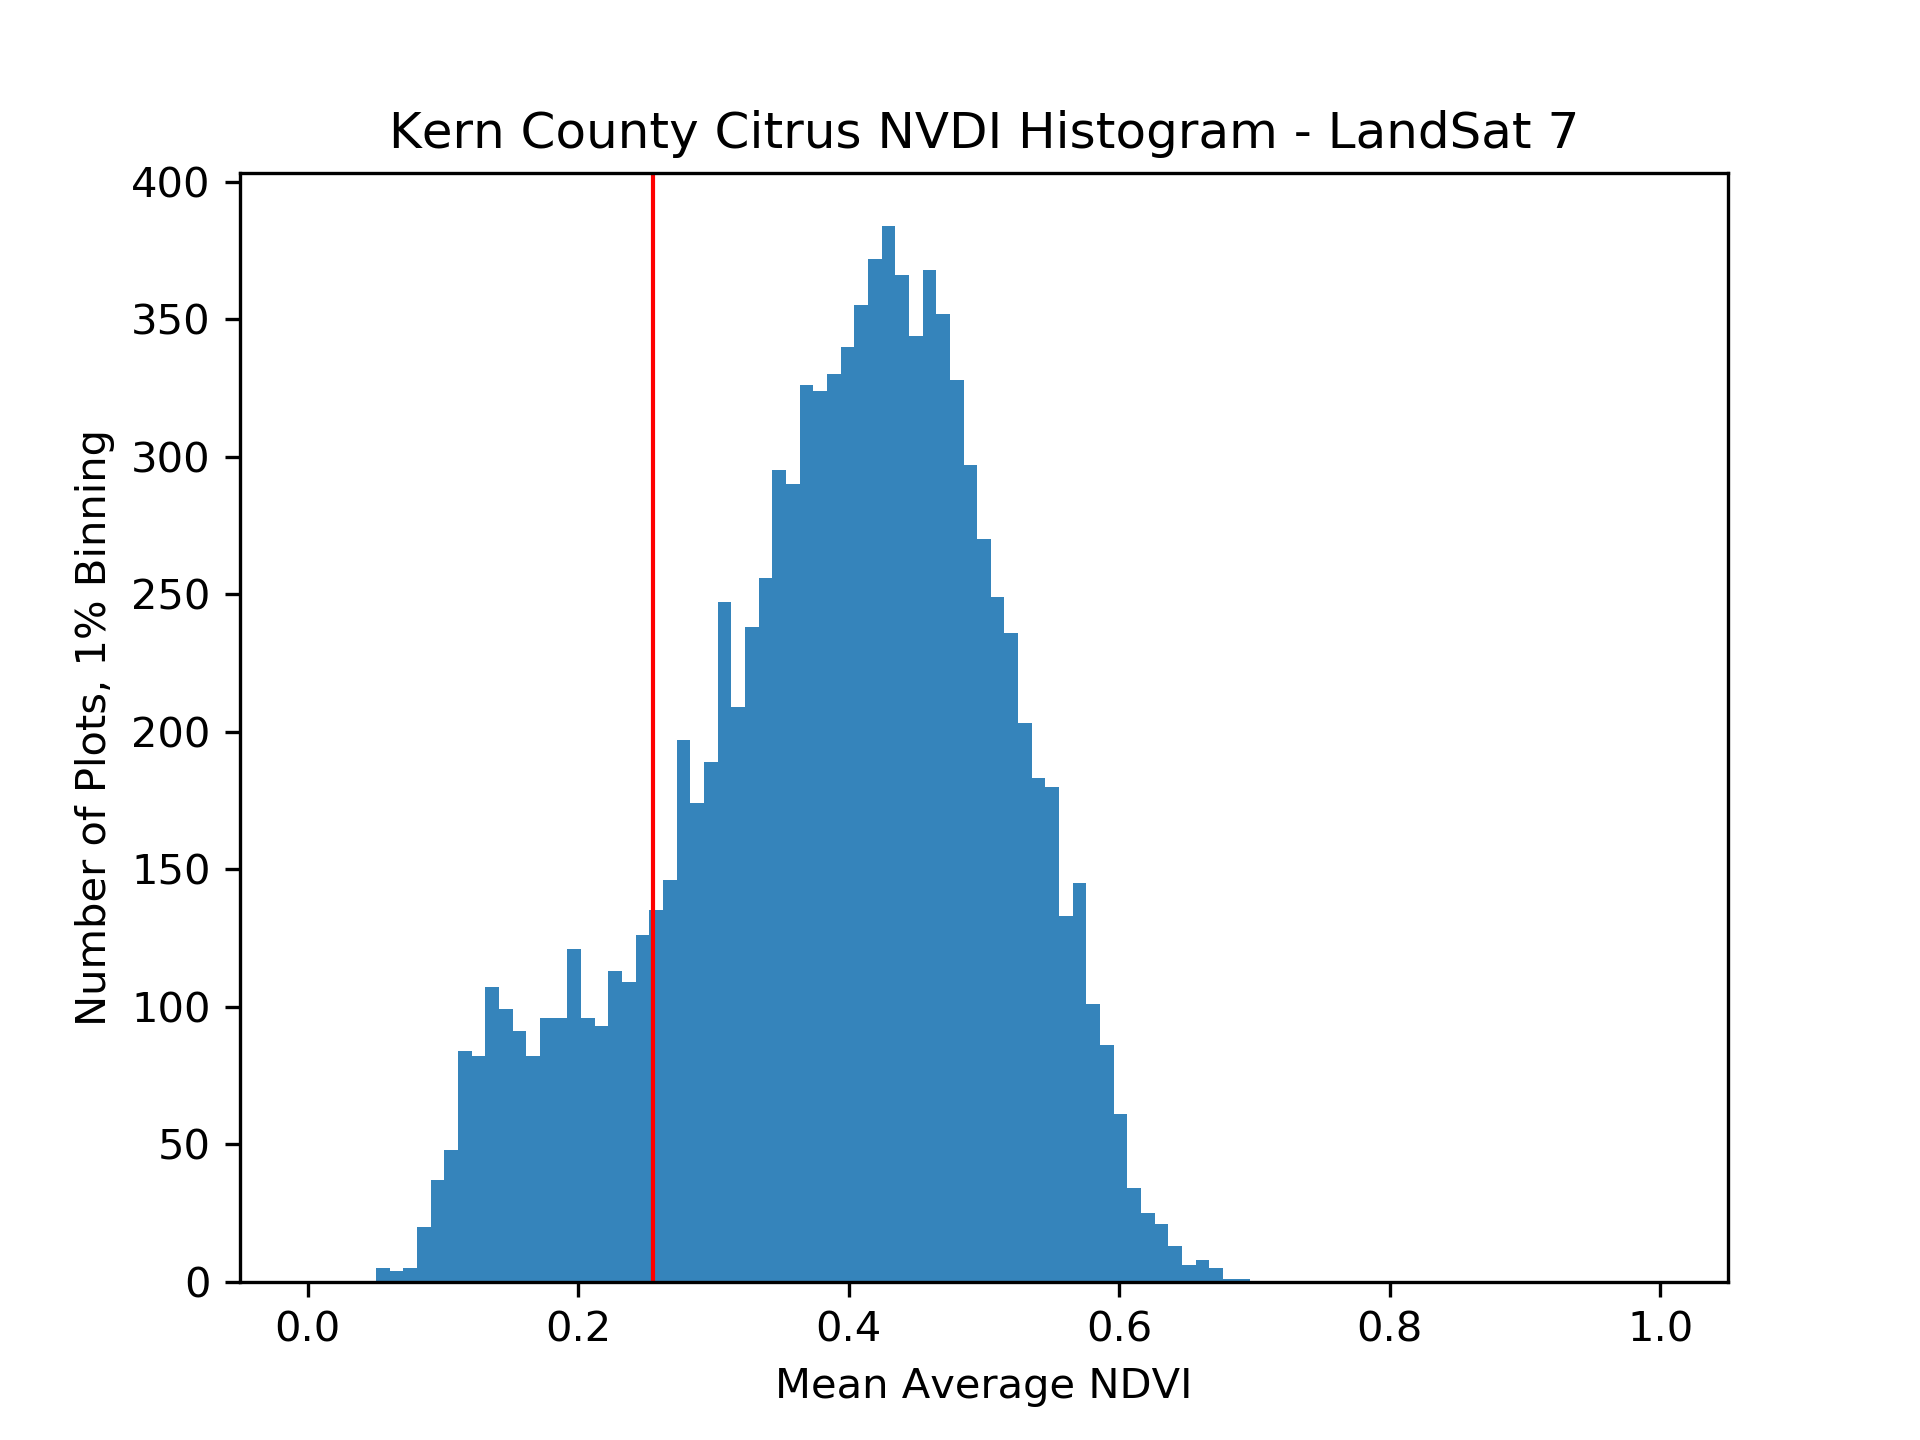 Kern County Citrus NVDI Histogram - LandSat 7
400
350
300
250
200
150
100
50
0
Number of Plots, 1% Binning
0.0 0.2 0.4 0.6 0.8 1.0
Mean Average NDVI